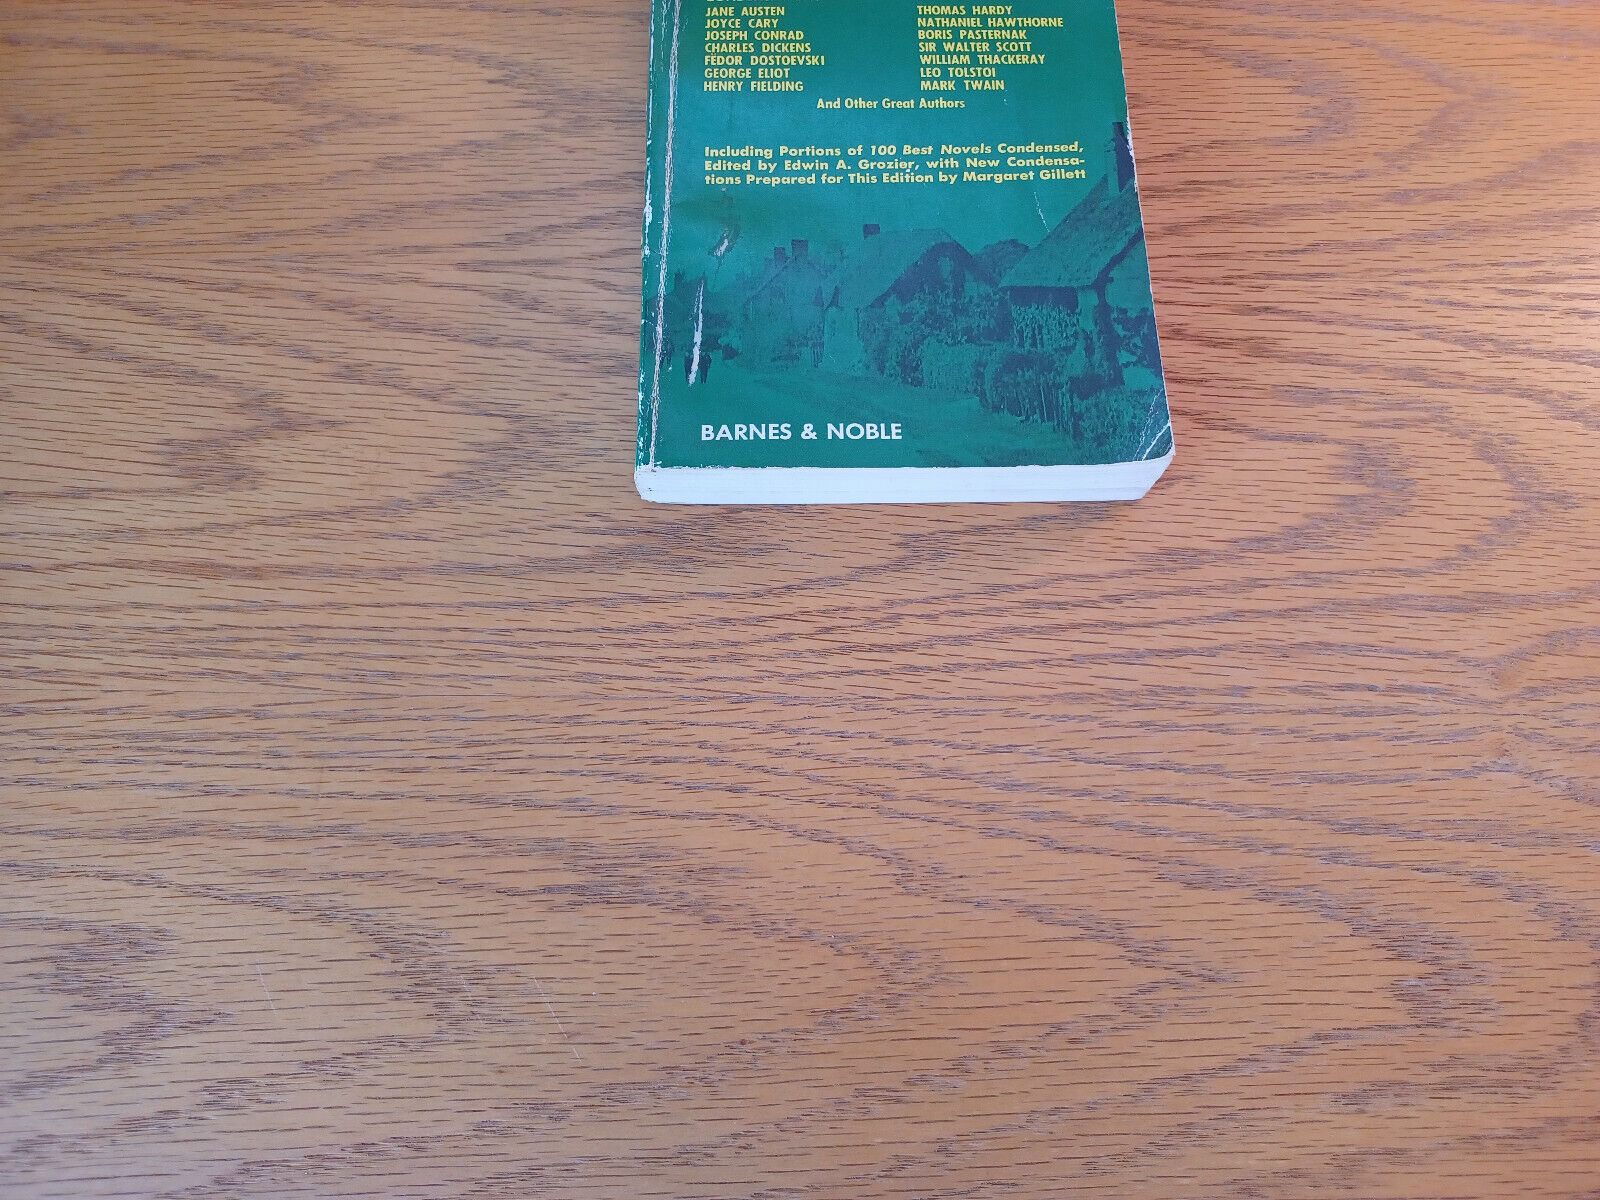 JANE AUSTEN
JOYCE CARY
JOSEPH CONRAD
CHARLES DICKENS
FEDOR DOSTOEVSKI
GEORGE ELIOT
HENRY FIELDING
THOMAS HARDY
NATHANIEL HAWTHORNE
BORIS PASTERNAK
SIR WALTER SCOTT
WILLIAM THACKERAY
LEO TOLSTOI
MARK TWAIN
And Other Great Authors
Including Portions of 100 Best Novels Condensed,
Edited by Edwin A. Grozier, with New Condensa-
tions Prepared for This Edition by Margaret Gillett
BARNES & NOBLE